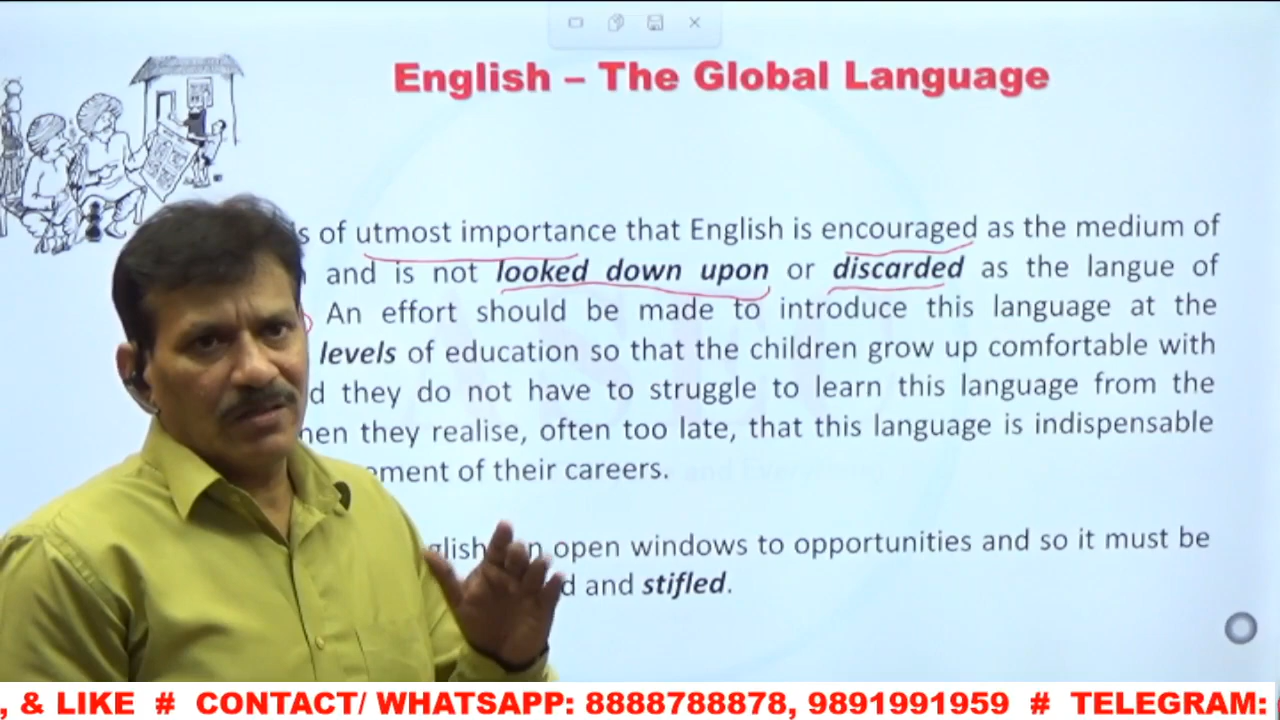 English – The Global Language
s of utmost importance that English is encouraged as the medium of
and is not looked down upon or discarded as the langue of
An effort should be made to introduce this language at the
levels of education so that the children grow up comfortable with
d they do not have to struggle to learn this language from the
hen they realise, often too late, that this language is indispensable
ement of their careers.
glish n open windows to opportunities and so it must be
d and stifled.
, & LIKE # CONTACT/ WHATSAPP: 8888788878, 9891991959 # TELEGRAM: